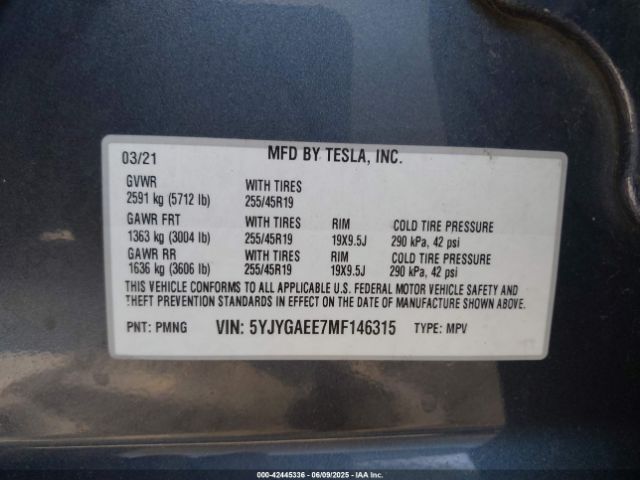 03/21 MFD BY TESLA, INC.
GVWR WITH TIRES
2591 kg (5712 lb) 255/45R19
GAWR FRT WITH TIRES RIM COLD TIRE PRESSURE
1363 kg (3004 lb) 255/45R19 19X9.5J 290 kPa, 42 psi
GAWR RR WITH TIRES RIM COLD TIRE PRESSURE
1636 kg (3606 lb) 255/45R19 19X9.5J 290 kPa, 42 psi
THIS VEHICLE CONFORMS TO ALL APPLICABLE U.S. FEDERAL MOTOR VEHICLE SAFETY AND
THEFT PREVENTION STANDARDS IN EFFECT ON THE DATE OF MANUFACTURE SHOWN ABOVE.
PNT: PMNG VIN: 5YJYGAEE7MF146315 TYPE: MPV
000-42445336 - 06/09/2025 - IAAI.COM